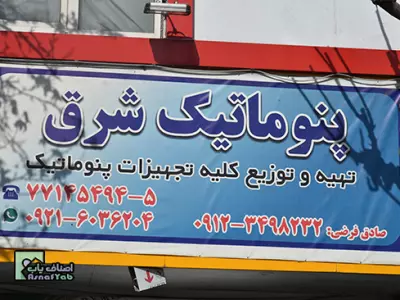 پنوماتیک شرق
تهیه و توزیع کلیه تجهیزات پنوماتیک
۷۷۱۴۵۴۹۴-۵
۰۹۲۱-۶۰۳۶۲۰۴
صادق فرضی: ۰۹۱۲-۳۴۹۸۲۳۲
اصناف یاب
AsnafYab